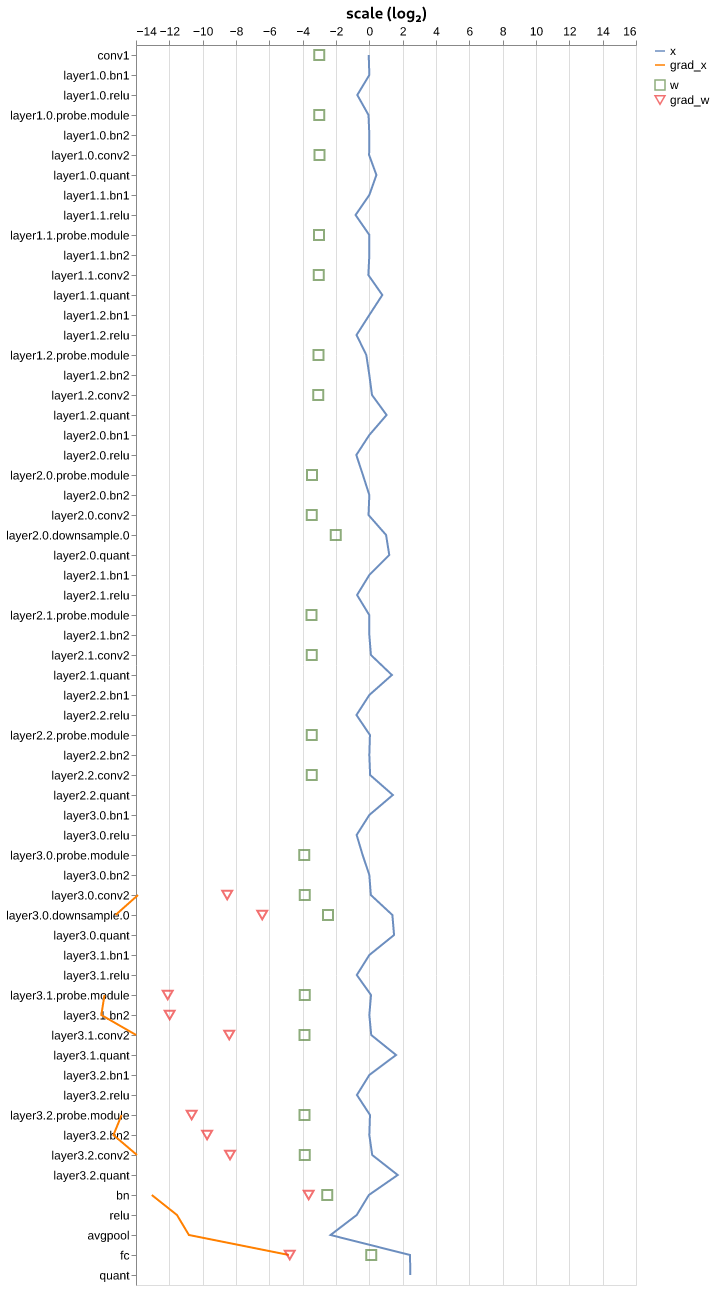 scale (log₂)
−14 −12 −10 −8 −6 −4 −2 0 2 4 6 8 10 12 14 16
x
grad_x
w
grad_w
conv1
layer1.0.bn1
layer1.0.relu
layer1.0.probe.module
layer1.0.bn2
layer1.0.conv2
layer1.0.quant
layer1.1.bn1
layer1.1.relu
layer1.1.probe.module
layer1.1.bn2
layer1.1.conv2
layer1.1.quant
layer1.2.bn1
layer1.2.relu
layer1.2.probe.module
layer1.2.bn2
layer1.2.conv2
layer1.2.quant
layer2.0.bn1
layer2.0.relu
layer2.0.probe.module
layer2.0.bn2
layer2.0.conv2
layer2.0.downsample.0
layer2.0.quant
layer2.1.bn1
layer2.1.relu
layer2.1.probe.module
layer2.1.bn2
layer2.1.conv2
layer2.1.quant
layer2.2.bn1
layer2.2.relu
layer2.2.probe.module
layer2.2.bn2
layer2.2.conv2
layer2.2.quant
layer3.0.bn1
layer3.0.relu
layer3.0.probe.module
layer3.0.bn2
layer3.0.conv2
layer3.0.downsample.0
layer3.0.quant
layer3.1.bn1
layer3.1.relu
layer3.1.probe.module
layer3.1.bn2
layer3.1.conv2
layer3.1.quant
layer3.2.bn1
layer3.2.relu
layer3.2.probe.module
layer3.2.bn2
layer3.2.conv2
layer3.2.quant
bn
relu
avgpool
fc
quant